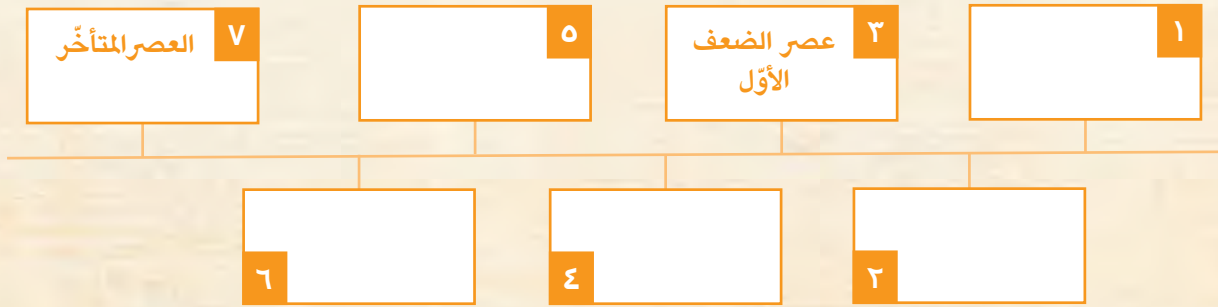 ١
٣
عصر الضعف
الأوّل
٥
٧
العصر المتأخّر
٢
٤
٦